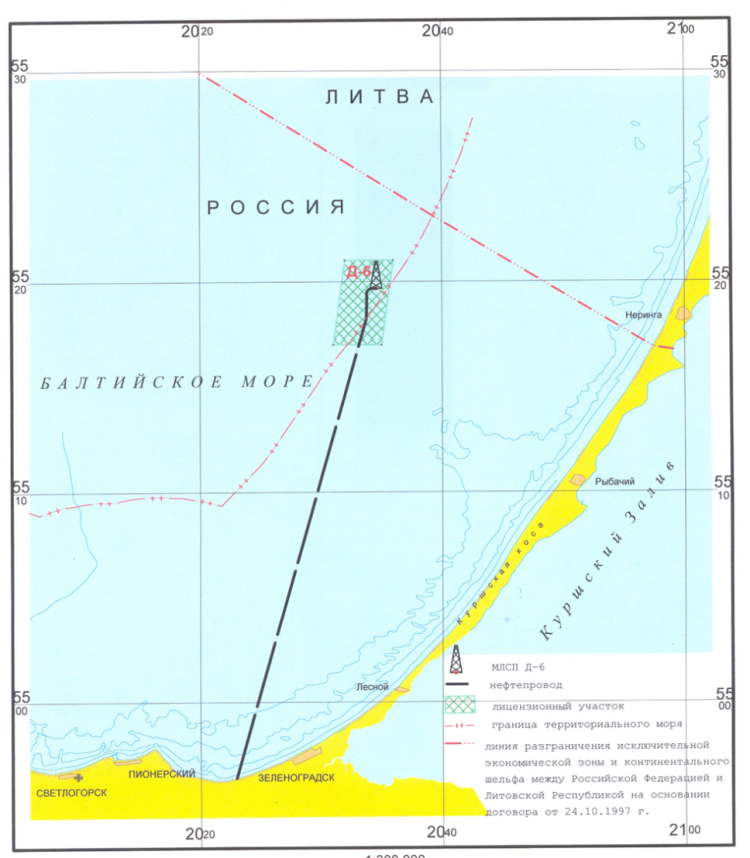 20 20
20 40
21 00
55 30
55 30
ЛИТВА
РОССИЯ
Д-6
55 20
55 20
Неринга
БАЛТИЙСКОЕ МОРЕ
Рыбачий
55 10
55 10
Куршский Залив
Куршская коса
МЛСП Д-6
Лесной
нефтепровод
55 00
55 00
лицензионный участок
граница территориального моря
линия разграничения исключительной
экономической зоны и континентального
шельфа между Российской Федерацией и
Литовской Республикой на основании
договора от 24.10.1997 г.
ПИОНЕРСКИЙ
ЗЕЛЕНОГРАДСК
СВЕТЛОГОРСК
20 20
20 40
21 00